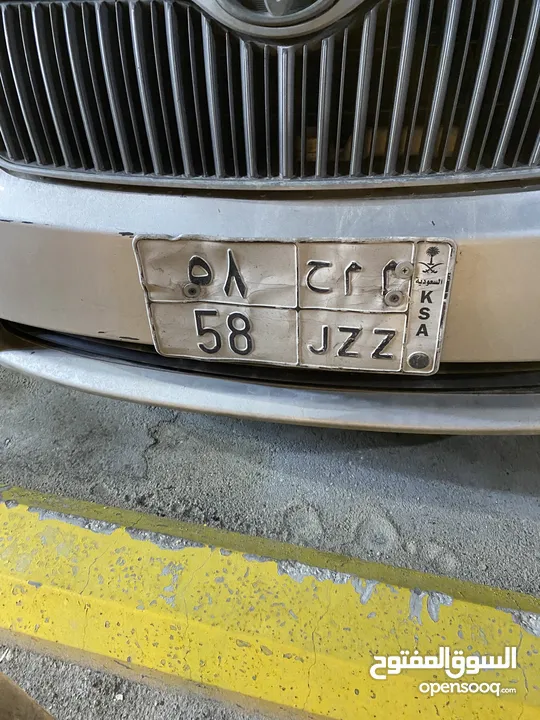 ٥٨
م م ح
58
JZZ
السعودية
KSA
السوق المفتوح
opensooq.com